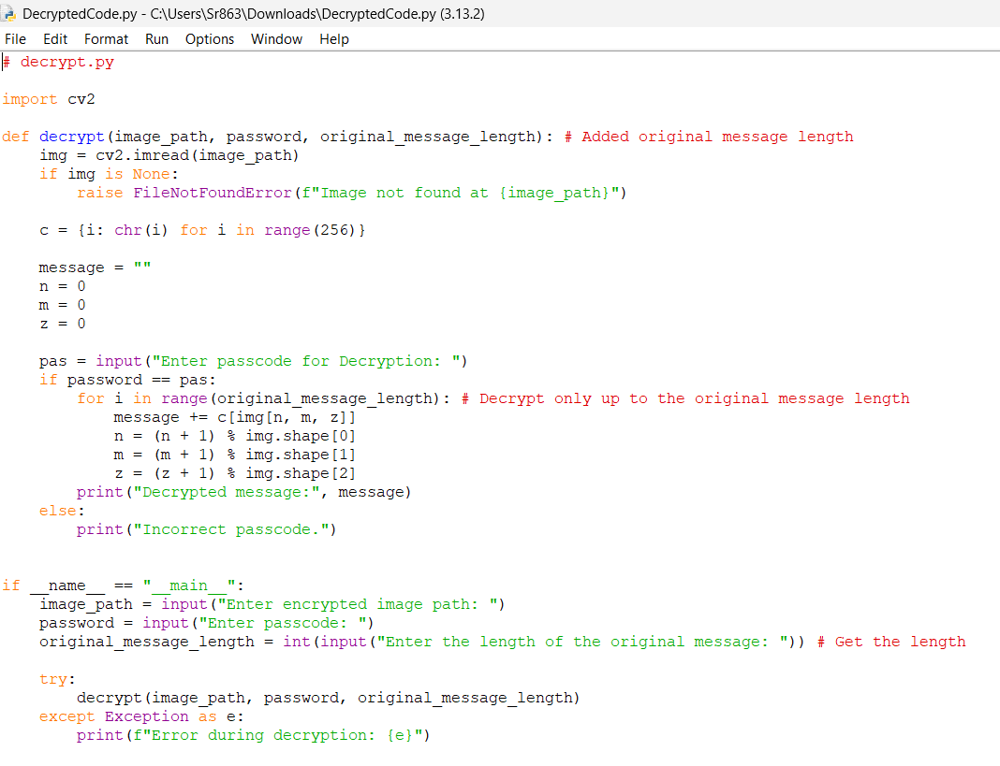 DecryptedCode.py - C:\Users\Sr863\Downloads\DecryptedCode.py (3.13.2)
File Edit Format Run Options Window Help
# decrypt.py

import cv2

def decrypt(image_path, password, original_message_length): # Added original message length
    img = cv2.imread(image_path)
    if img is None:
        raise FileNotFoundError(f"Image not found at {image_path}")

    c = {i: chr(i) for i in range(256)}

    message = ""
    n = 0
    m = 0
    z = 0

    pas = input("Enter passcode for Decryption: ")
    if password == pas:
        for i in range(original_message_length): # Decrypt only up to the original message length
            message += c[img[n, m, z]]
            n = (n + 1) % img.shape[0]
            m = (m + 1) % img.shape[1]
            z = (z + 1) % img.shape[2]
        print("Decrypted message:", message)
    else:
        print("Incorrect passcode.")


if __name__ == "__main__":
    image_path = input("Enter encrypted image path: ")
    password = input("Enter passcode: ")
    original_message_length = int(input("Enter the length of the original message: ")) # Get the length

    try:
        decrypt(image_path, password, original_message_length)
    except Exception as e:
        print(f"Error during decryption: {e}")